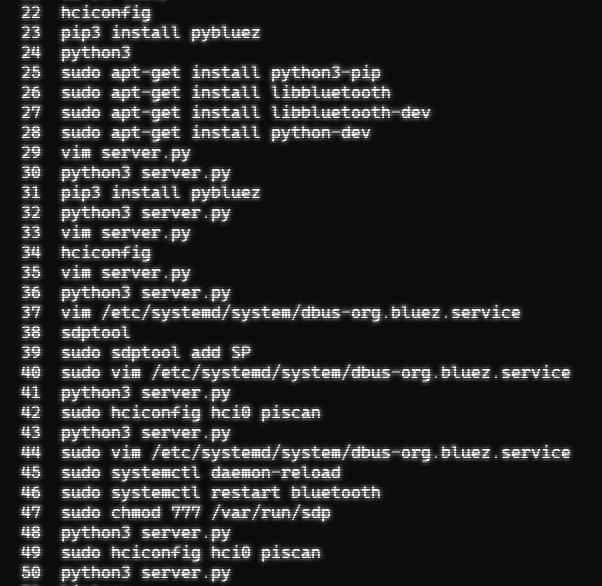 22 hciconfig
23 pip3 install pybluez
24 python3
25 sudo apt-get install python3-pip
26 sudo apt-get install libbluetooth
27 sudo apt-get install libbluetooth-dev
28 sudo apt-get install python-dev
29 vim server.py
30 python3 server.py
31 pip3 install pybluez
32 python3 server.py
33 vim server.py
34 hciconfig
35 vim server.py
36 python3 server.py
37 vim /etc/systemd/system/dbus-org.bluez.service
38 sdptool
39 sudo sdptool add SP
40 sudo vim /etc/systemd/system/dbus-org.bluez.service
41 python3 server.py
42 sudo hciconfig hci0 piscan
43 python3 server.py
44 sudo vim /etc/systemd/system/dbus-org.bluez.service
45 sudo systemctl daemon-reload
46 sudo systemctl restart bluetooth
47 sudo chmod 777 /var/run/sdp
48 python3 server.py
49 sudo hciconfig hci0 piscan
50 python3 server.py